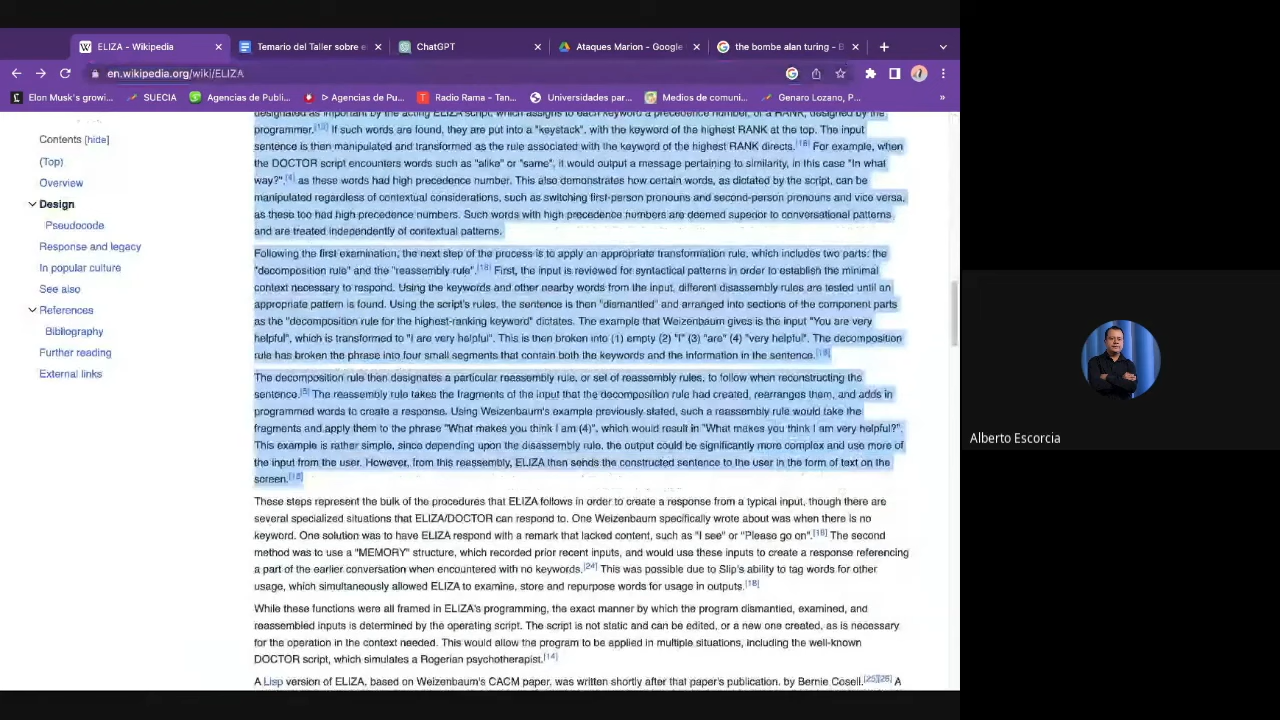 ELIZA - Wikipedia
Temario del Taller sobre e
ChatGPT
Ataques Marion - Google
the bombe alan turing - B
en.wikipedia.org/wiki/ELIZA
Elon Musk's growi...
SUECIA
Agencias de Publi...
Agencias de Pu...
Radio Rama - Tan...
Universidades par...
Medios de comuni...
Genaro Lozano, P...
»
Contents [hide]
(Top)
Overview
Design
Pseudocode
Response and legacy
In popular culture
See also
References
Bibliography
Further reading
External links
designated as important by the acting ELIZA script, which assigns to each keyword a precedence number, or a RANK, designed by the
programmer.[15] If such words are found, they are put into a "keystack", with the keyword of the highest RANK at the top. The input
sentence is then manipulated and transformed as the rule associated with the keyword of the highest RANK directs.[18] For example, when
the DOCTOR script encounters words such as "alike" or "same", it would output a message pertaining to similarity, in this case "In what
way?",[4] as these words had high precedence number. This also demonstrates how certain words, as dictated by the script, can be
manipulated regardless of contextual considerations, such as switching first-person pronouns and second-person pronouns and vice versa,
as these too had high precedence numbers. Such words with high precedence numbers are deemed superior to conversational patterns
and are treated independently of contextual patterns.
Following the first examination, the next step of the process is to apply an appropriate transformation rule, which includes two parts: the
"decomposition rule" and the "reassembly rule".[18] First, the input is reviewed for syntactical patterns in order to establish the minimal
context necessary to respond. Using the keywords and other nearby words from the input, different disassembly rules are tested until an
appropriate pattern is found. Using the script's rules, the sentence is then "dismantled" and arranged into sections of the component parts
as the "decomposition rule for the highest-ranking keyword" dictates. The example that Weizenbaum gives is the input "You are very
helpful", which is transformed to "I are very helpful". This is then broken into (1) empty (2) "I" (3) "are" (4) "very helpful". The decomposition
rule has broken the phrase into four small segments that contain both the keywords and the information in the sentence.[18]
The decomposition rule then designates a particular reassembly rule, or set of reassembly rules, to follow when reconstructing the
sentence.[5] The reassembly rule takes the fragments of the input that the decomposition rule had created, rearranges them, and adds in
programmed words to create a response. Using Weizenbaum's example previously stated, such a reassembly rule would take the
fragments and apply them to the phrase "What makes you think I am (4)", which would result in "What makes you think I am very helpful?".
This example is rather simple, since depending upon the disassembly rule, the output could be significantly more complex and use more of
the input from the user. However, from this reassembly, ELIZA then sends the constructed sentence to the user in the form of text on the
screen.[18]
These steps represent the bulk of the procedures that ELIZA follows in order to create a response from a typical input, though there are
several specialized situations that ELIZA/DOCTOR can respond to. One Weizenbaum specifically wrote about was when there is no
keyword. One solution was to have ELIZA respond with a remark that lacked content, such as "I see" or "Please go on".[18] The second
method was to use a "MEMORY" structure, which recorded prior recent inputs, and would use these inputs to create a response referencing
a part of the earlier conversation when encountered with no keywords.[24] This was possible due to Slip's ability to tag words for other
usage, which simultaneously allowed ELIZA to examine, store and repurpose words for usage in outputs.[18]
While these functions were all framed in ELIZA's programming, the exact manner by which the program dismantled, examined, and
reassembled inputs is determined by the operating script. The script is not static and can be edited, or a new one created, as is necessary
for the operation in the context needed. This would allow the program to be applied in multiple situations, including the well-known
DOCTOR script, which simulates a Rogerian psychotherapist.[14]
A Lisp version of ELIZA, based on Weizenbaum's CACM paper, was written shortly after that paper's publication, by Bernie Cosell.[25][26] A
Alberto Escorcia